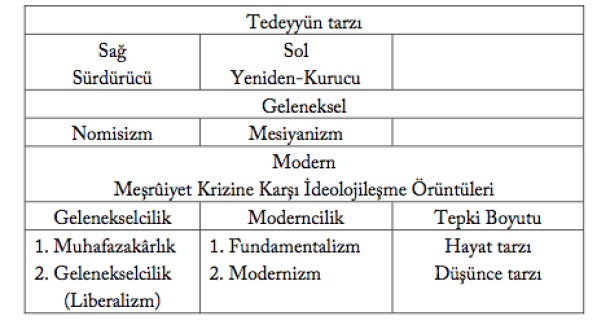 Tedeyyün tarzı
Sağ Sol
Sürdürücü Yeniden-Kurucu
Geleneksel
Nomisizm Mesiyanizm
Modern
Meşrûiyet Krizine Karşı İdeolojileşme Örüntüleri
Gelenekselcilik Moderncilik Tepki Boyutu
1. Muhafazakârlık 1. Fundamentalizm Hayat tarzı
2. Gelenekselcilik 2. Modernizm Düşünce tarzı
(Liberalizm)